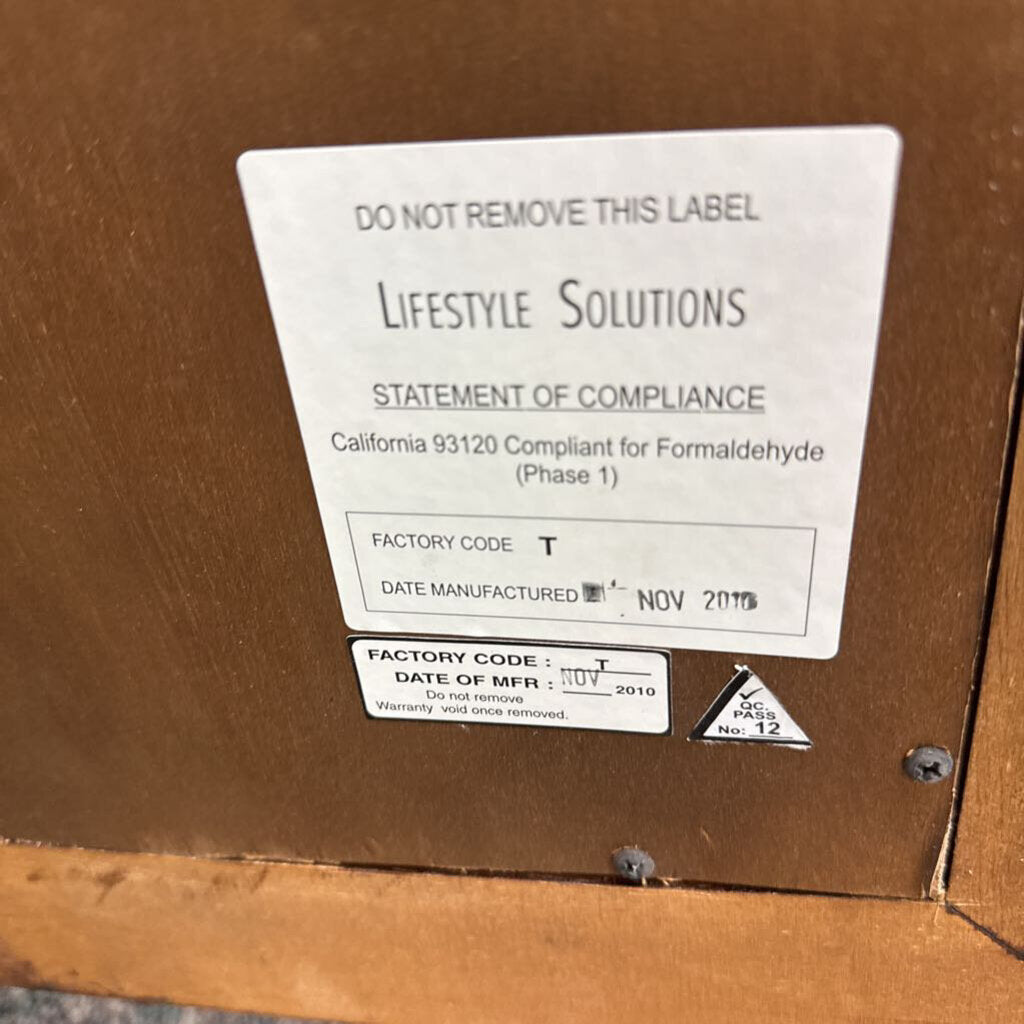 DO NOT REMOVE THIS LABEL
LIFESTYLE SOLUTIONS
STATEMENT OF COMPLIANCE
California 93120 Compliant for Formaldehyde
(Phase 1)
FACTORY CODE T
DATE MANUFACTURED NOV
FACTORY CODE : T
DATE OF MFR : NOV 2010
Do not remove
Warranty void once removed.
QC.
PASS
No: 12